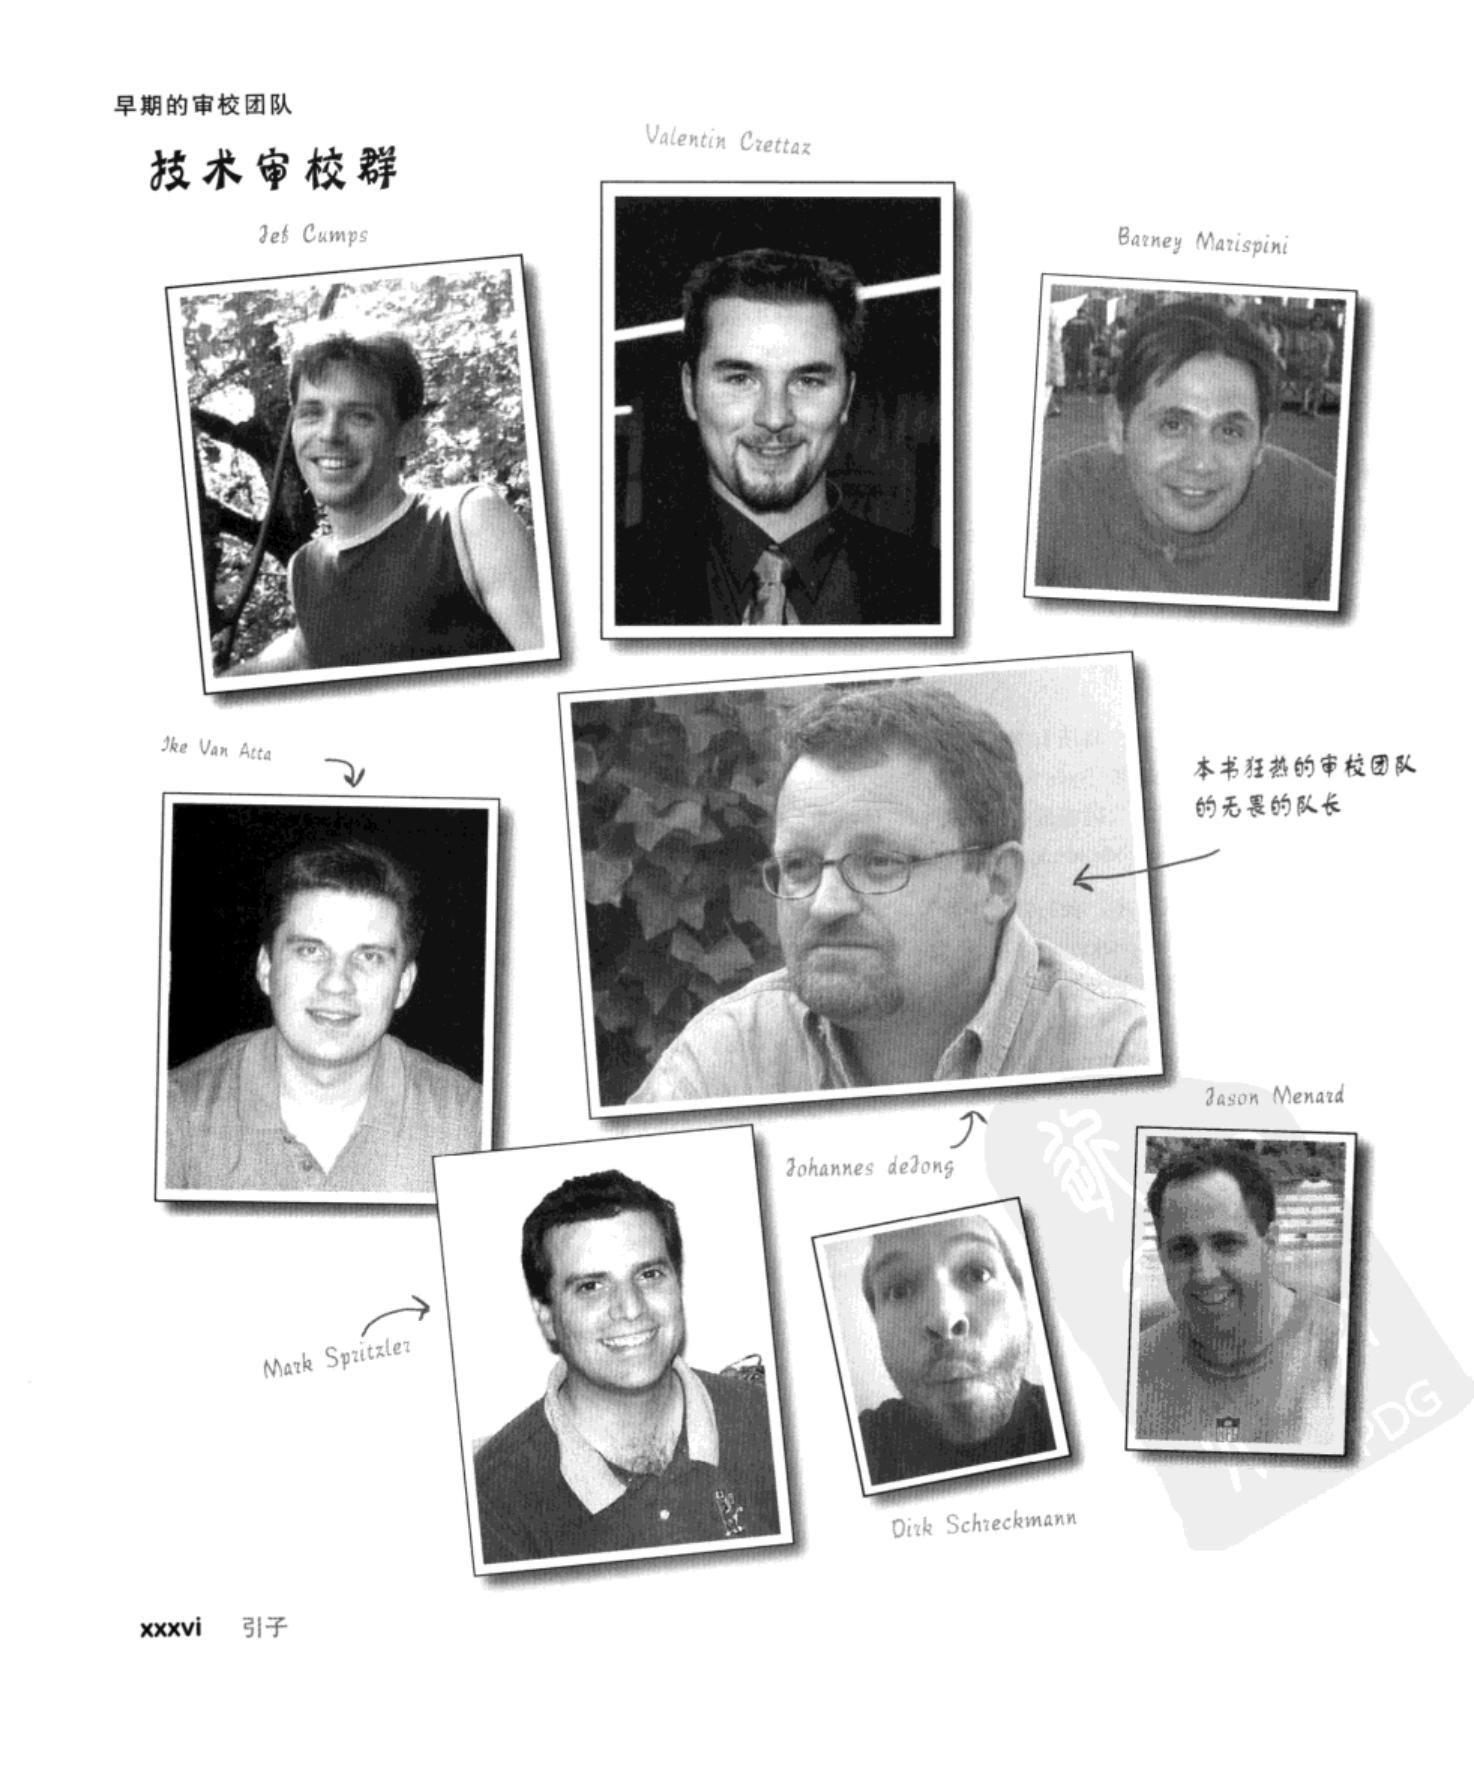 早期的审校团队
技术审校群
Valentin Crettaz
Jef Cumps
Barney Marispini
Ike Van Atta
本书狂热的审校团队
的无畏的队长
Jason Menard
Johannes deJong
Mark Spritzler
PDG
Dirk Schreckmann
xxxvi 引子